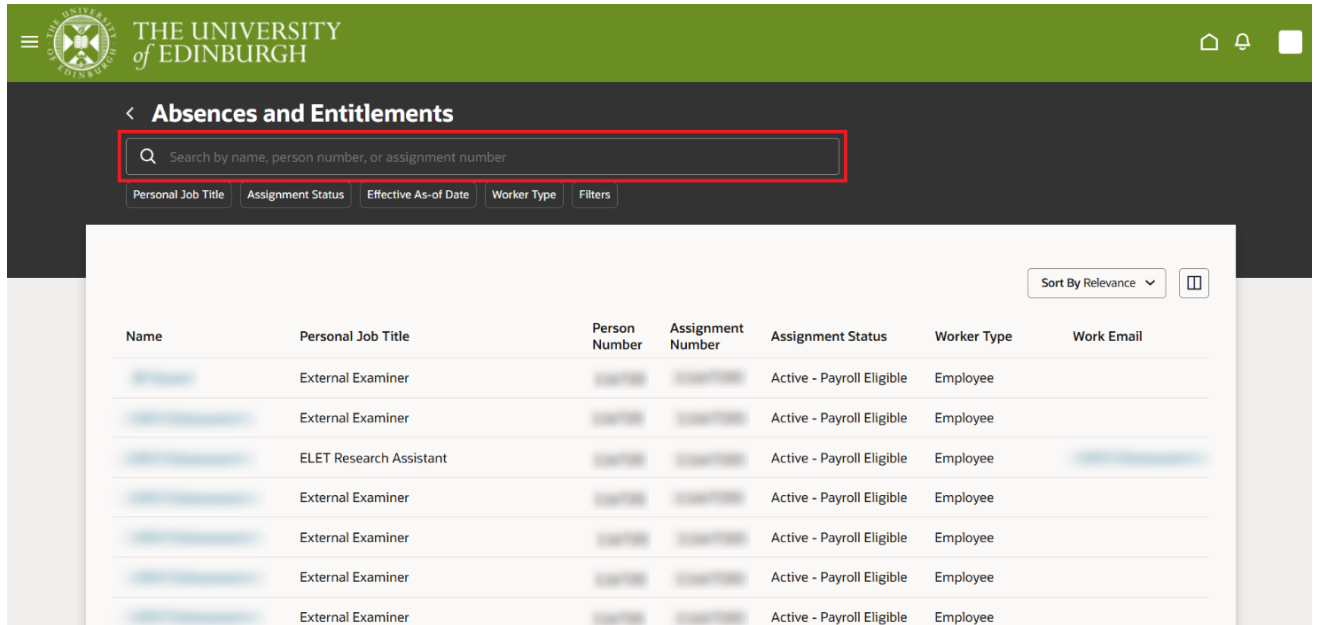 THE UNIVERSITY
of EDINBURGH
Absences and Entitlements
Search by name, person number, or assignment number
Personal Job Title Assignment Status Effective As-of Date Worker Type Filters
Sort By Relevance
Name Personal Job Title Person Number Assignment Number Assignment Status Worker Type Work Email
External Examiner Active - Payroll Eligible Employee
External Examiner Active - Payroll Eligible Employee
ELET Research Assistant Active - Payroll Eligible Employee
External Examiner Active - Payroll Eligible Employee
External Examiner Active - Payroll Eligible Employee
External Examiner Active - Payroll Eligible Employee
External Examiner Active - Payroll Eligible Employee